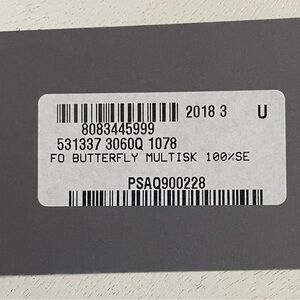 2018 3 U
8083445999
531337 3060Q 1078
FO BUTTERFLY MULTISK 100%SE
PSAQ900228